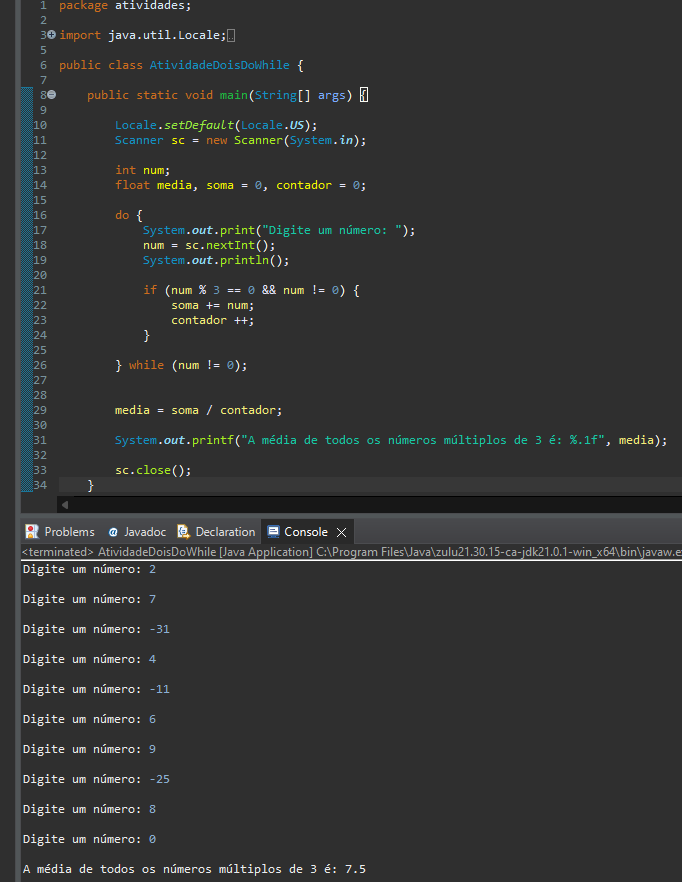 1 package atividades;
2
3 import java.util.Locale;
5
6 public class AtividadeDoisDoWhile {
7
8 public static void main(String[] args) {
9
10 Locale.setDefault(Locale.US);
11 Scanner sc = new Scanner(System.in);
12
13 int num;
14 float media, soma = 0, contador = 0;
15
16 do {
17 System.out.print("Digite um número: ");
18 num = sc.nextInt();
19 System.out.println();
20
21 if (num % 3 == 0 && num != 0) {
22 soma += num;
23 contador ++;
24 }
25
26 } while (num != 0);
27
28
29 media = soma / contador;
30
31 System.out.printf("A média de todos os números múltiplos de 3 é: %.1f", media);
32
33 sc.close();
34 }
Problems @ Javadoc Declaration Console
<terminated> AtividadeDoisDoWhile [Java Application] C:\Program Files\Java\zulu21.30.15-ca-jdk21.0.1-win_x64\bin\javaw.e
Digite um número: 2
Digite um número: 7
Digite um número: -31
Digite um número: 4
Digite um número: -11
Digite um número: 6
Digite um número: 9
Digite um número: -25
Digite um número: 8
Digite um número: 0
A média de todos os números múltiplos de 3 é: 7.5